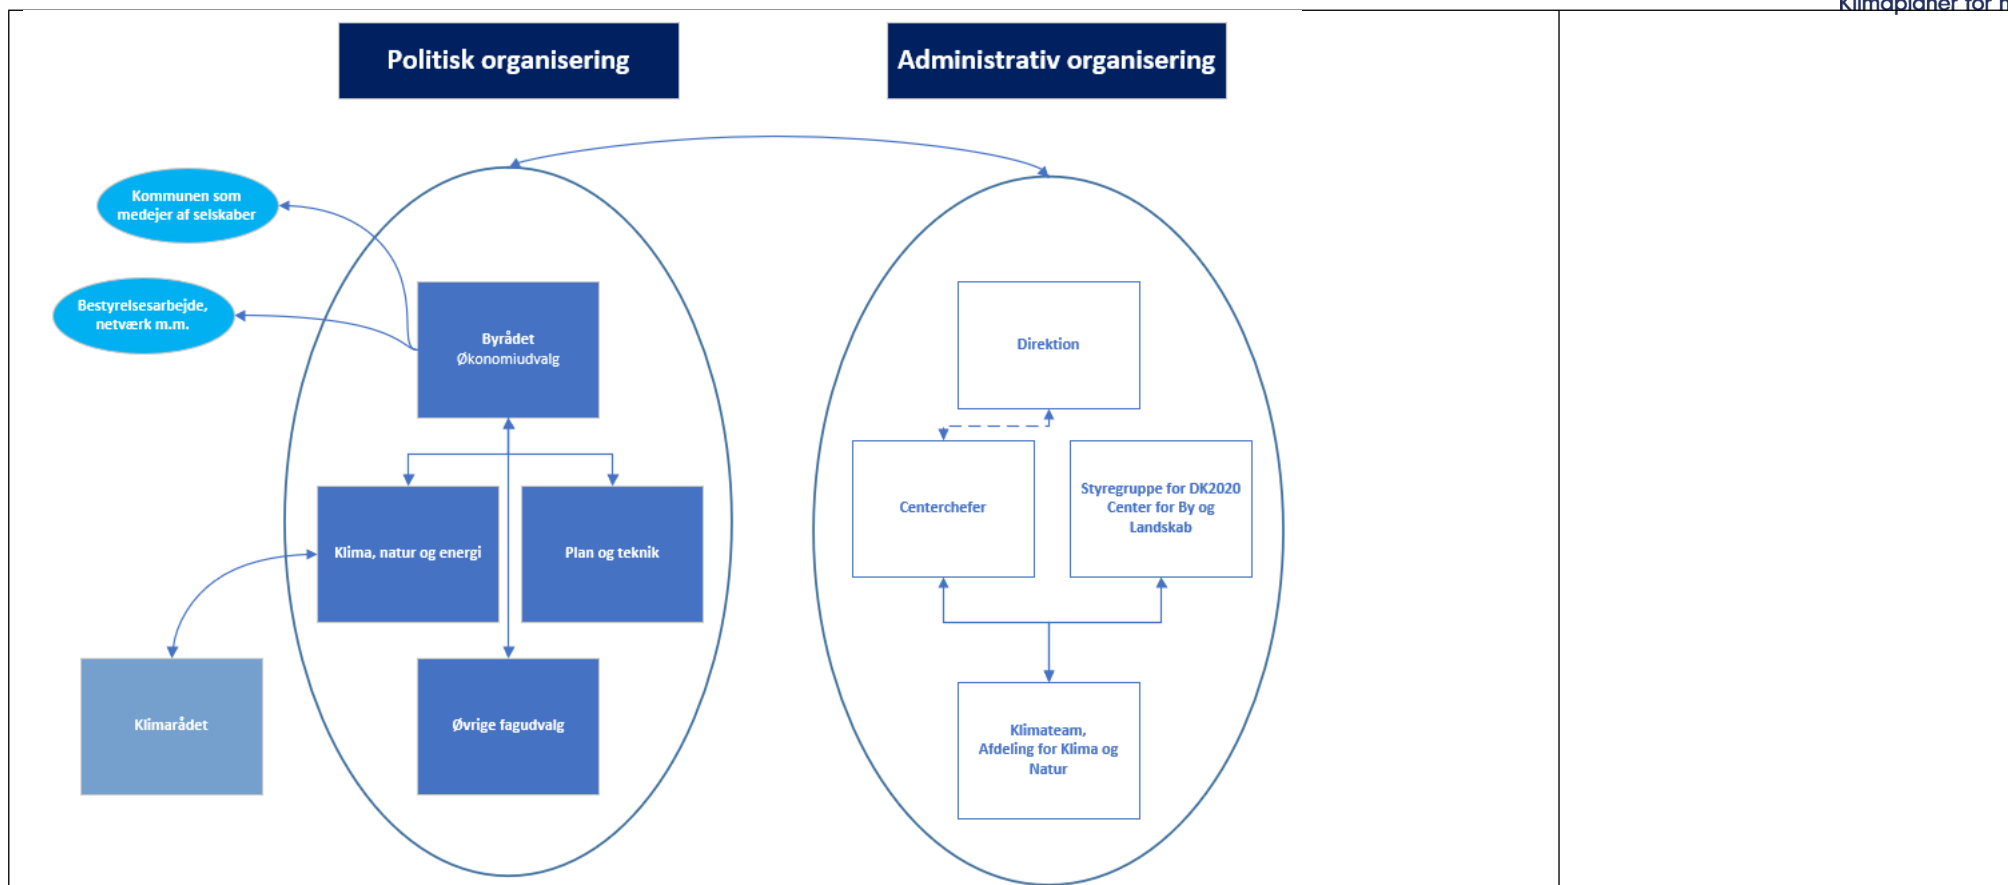 Klimaplaner for
Politisk organisering
Administrativ organisering
Kommunen som
medejer af selskaber
Bestyrelsesarbejde,
netværk m.m.
Byrådet
Økonomiudvalg
Klima, natur og energi
Plan og teknik
Klimarådet
Øvrige fagudvalg
Direktion
Centerchefer
Styregruppe for DK2020
Center for By og
Landskab
Klimateam,
Afdeling for Klima og
Natur